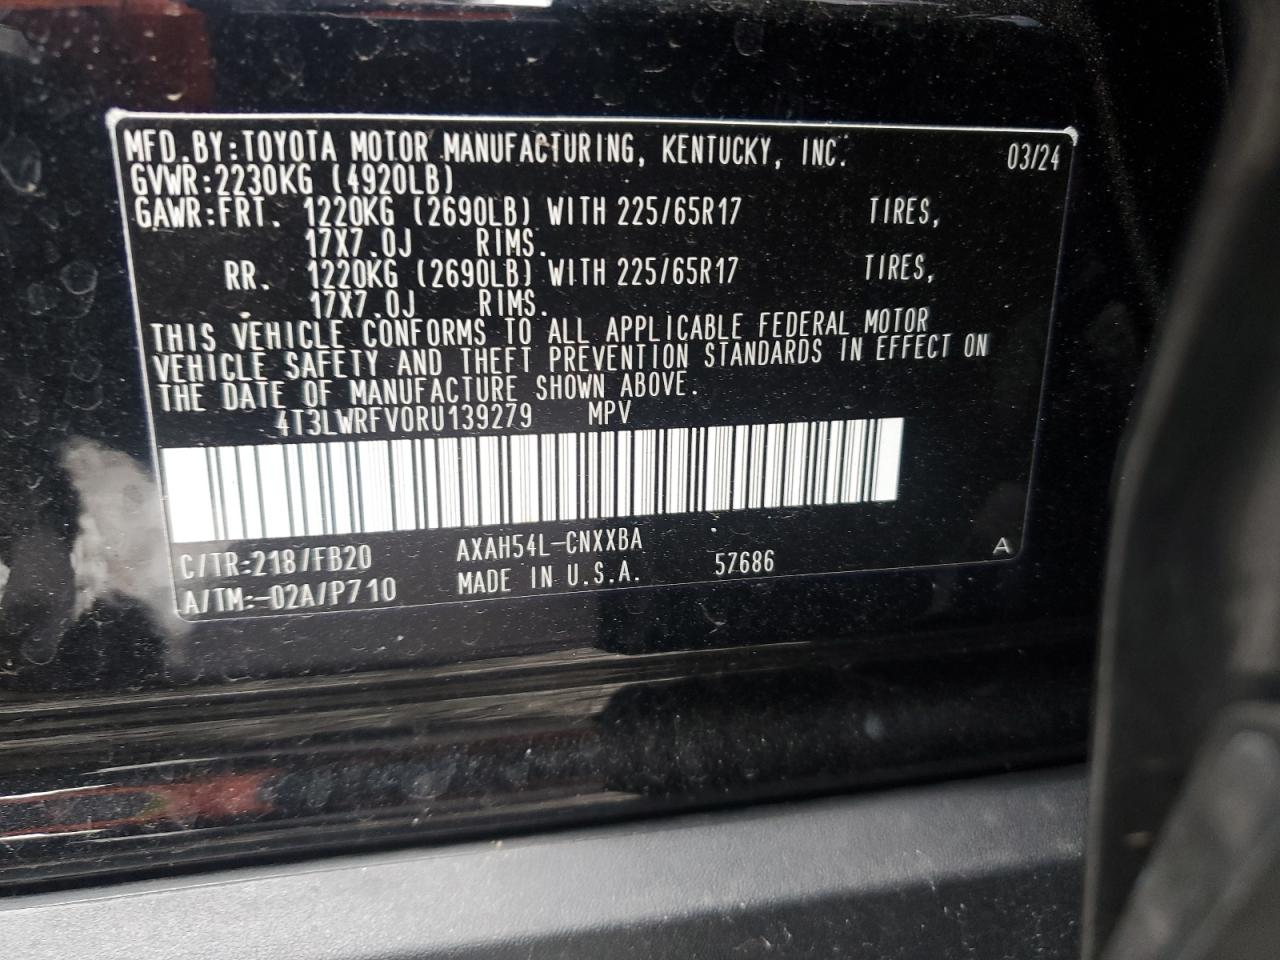 MFD.BY:TOYOTA MOTOR MANUFACTURING, KENTUCKY, INC. 03/24
GVWR:2230KG (4920LB)
GAWR:FRT. 1220KG (2690LB) WITH 225/65R17 TIRES,
17X7.0J RIMS.
RR. 1220KG (2690LB) WITH 225/65R17 TIRES,
17X7.0J RIMS.
THIS VEHICLE CONFORMS TO ALL APPLICABLE FEDERAL MOTOR
VEHICLE SAFETY AND THEFT PREVENTION STANDARDS IN EFFECT ON
THE DATE OF MANUFACTURE SHOWN ABOVE.
4T3LWRFV0RU139279 MPV
C/TR:218/FB20 AXAH54L-CNXXBA
A/TM:-02A/P710 MADE IN U.S.A. 57686 A